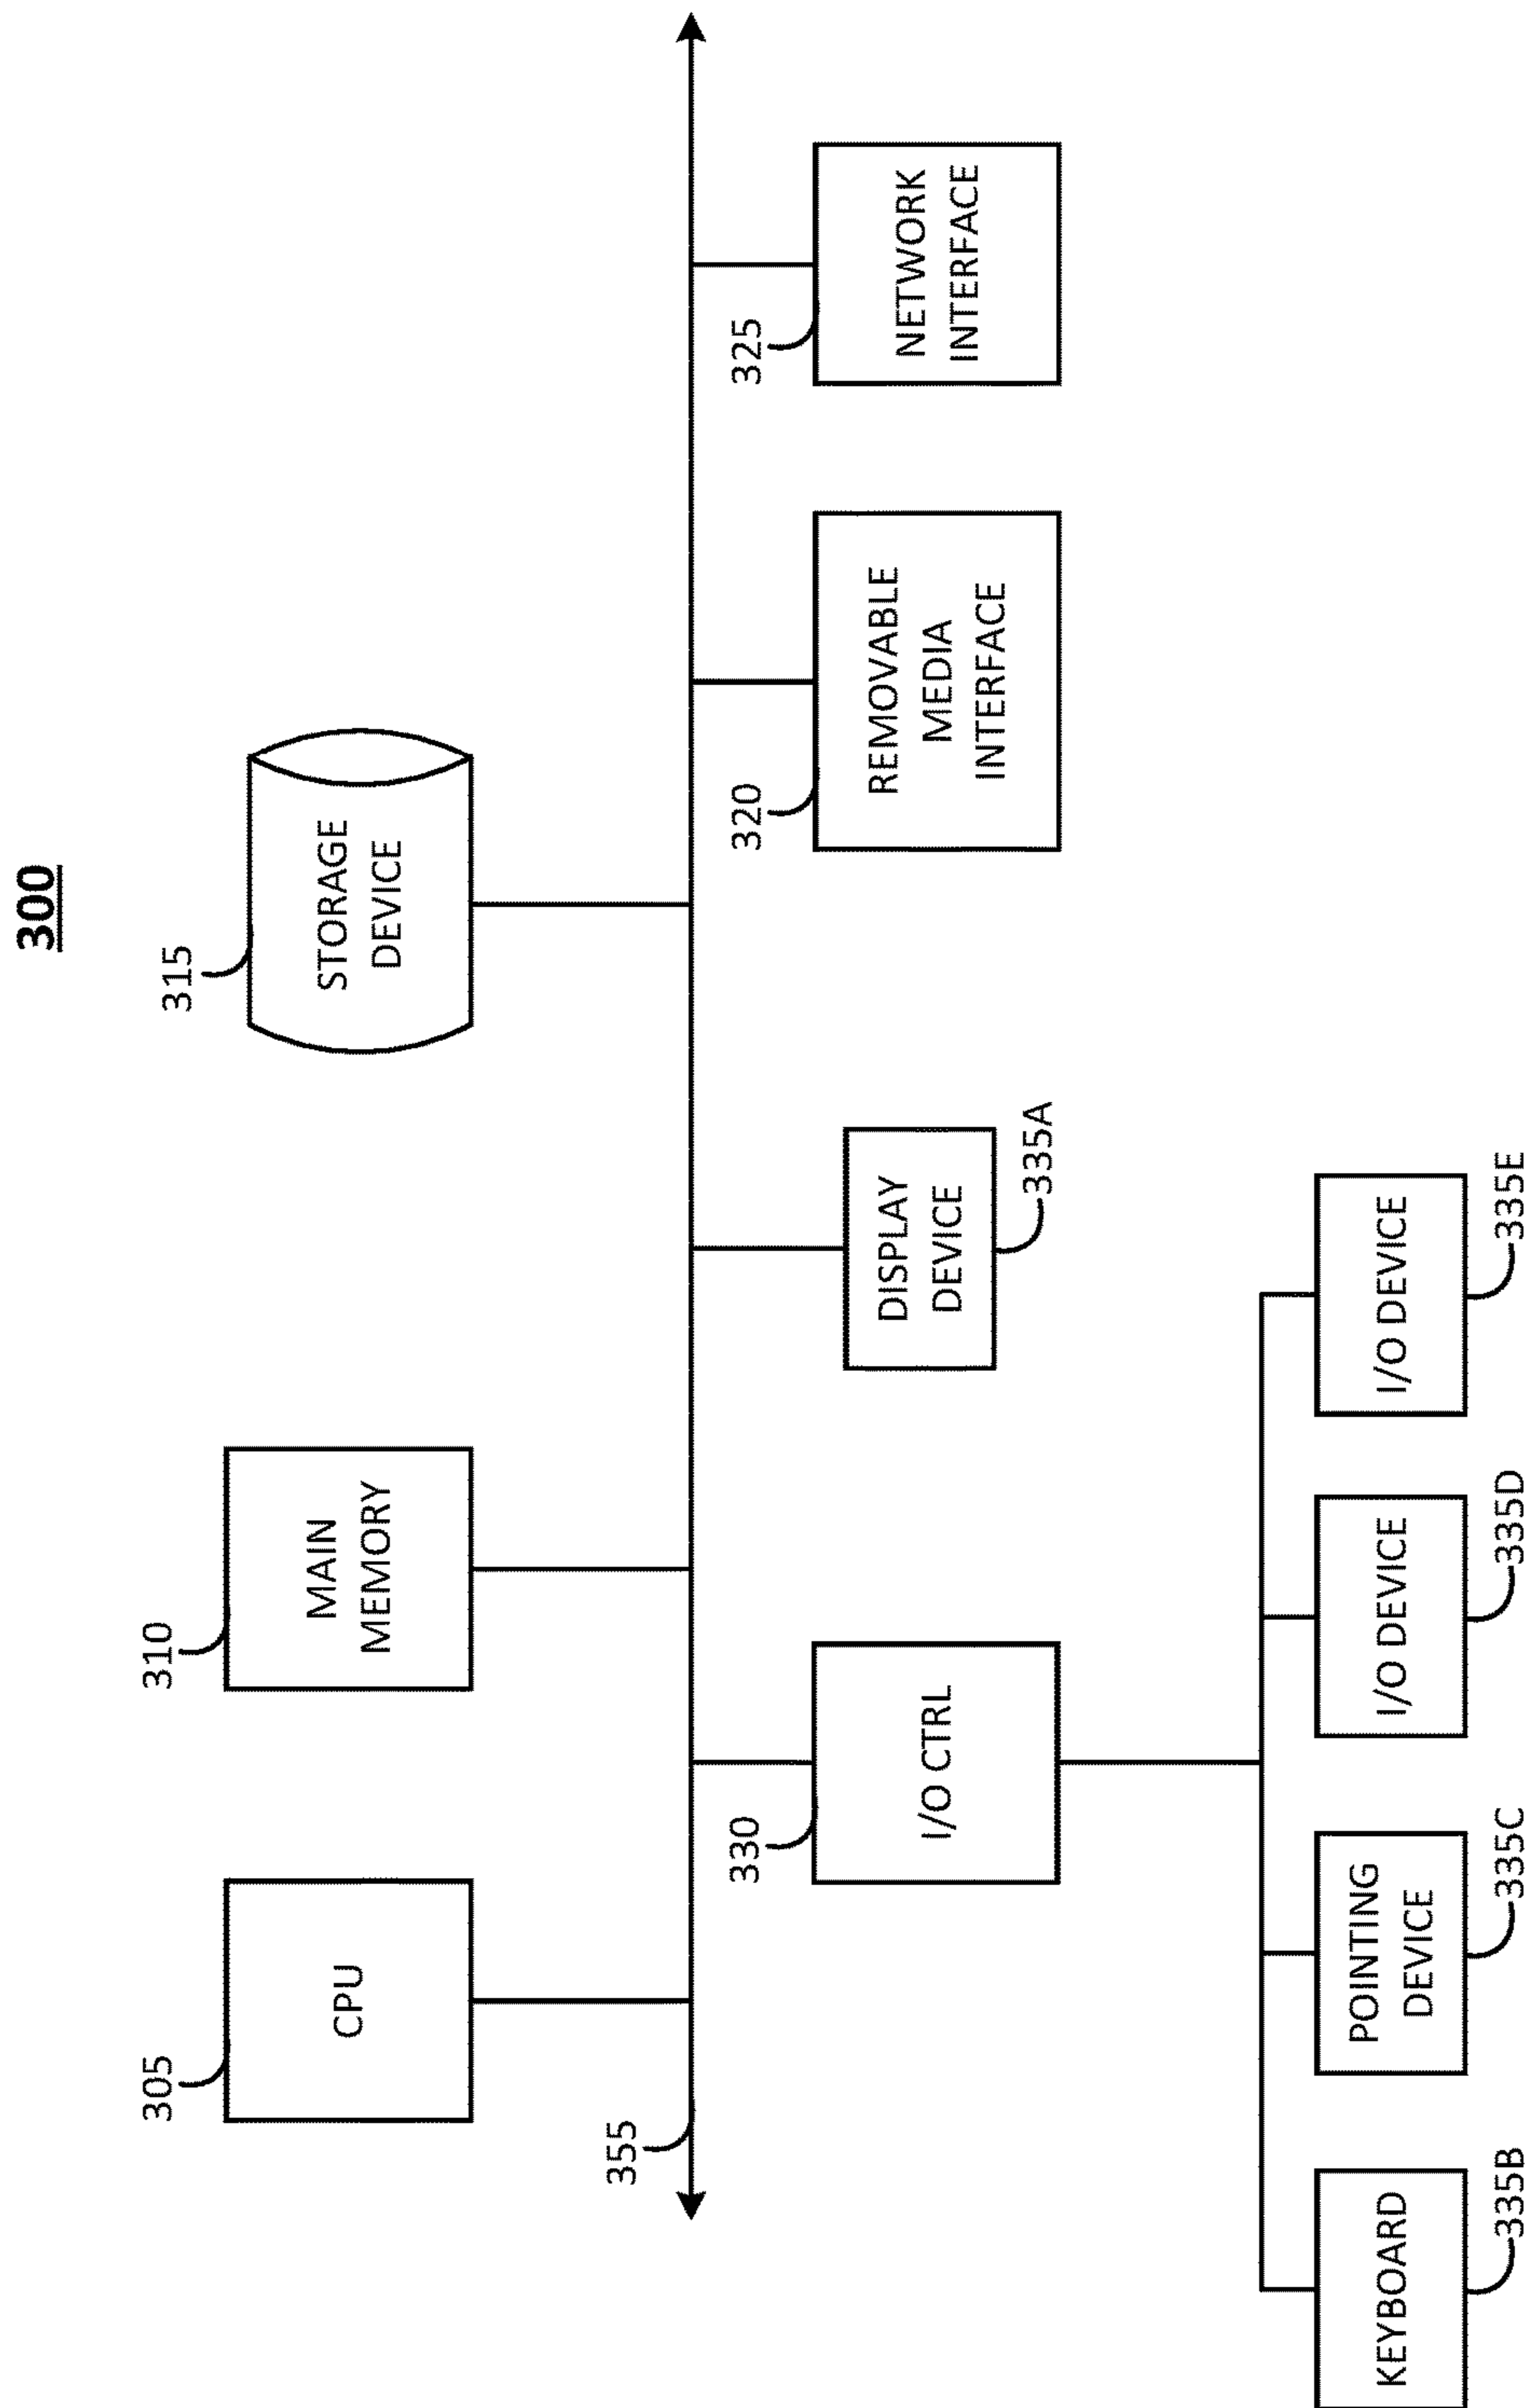 300
305
CPU
310
MAIN
MEMORY
315
STORAGE
DEVICE
355
330
I/O CTRL
DISPLAY
DEVICE
335A
320
REMOVABLE
MEDIA
INTERFACE
325
NETWORK
INTERFACE
KEYBOARD
335B
POINTING
DEVICE
335C
I/O DEVICE
335D
I/O DEVICE
335E